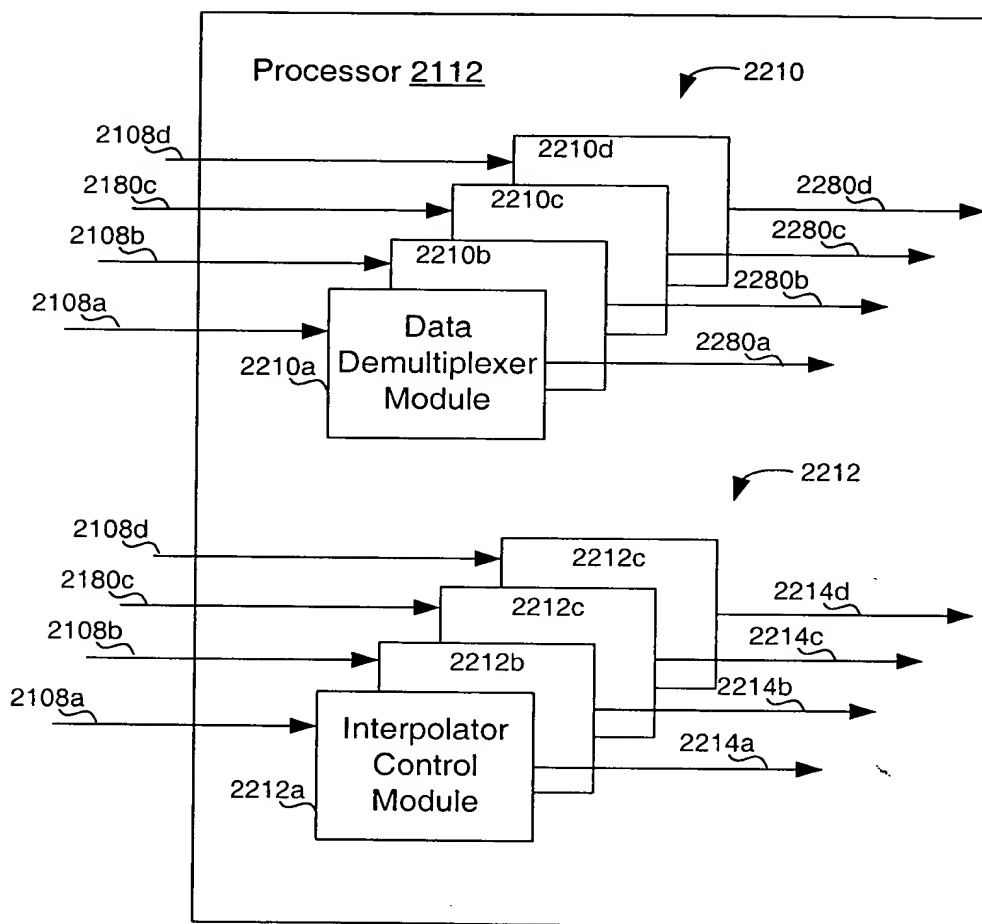 Processor 2112
2210
2108d
2210d
2180c
2210c
2280d
2108b
2210b
2280c
2280b
2108a
Data
Demultiplexer
Module
2280a
2210a
2212
2108d
2212c
2180c
2212c
2214d
2108b
2212b
2214c
2214b
2108a
Interpolator
Control
Module
2214a
2212a